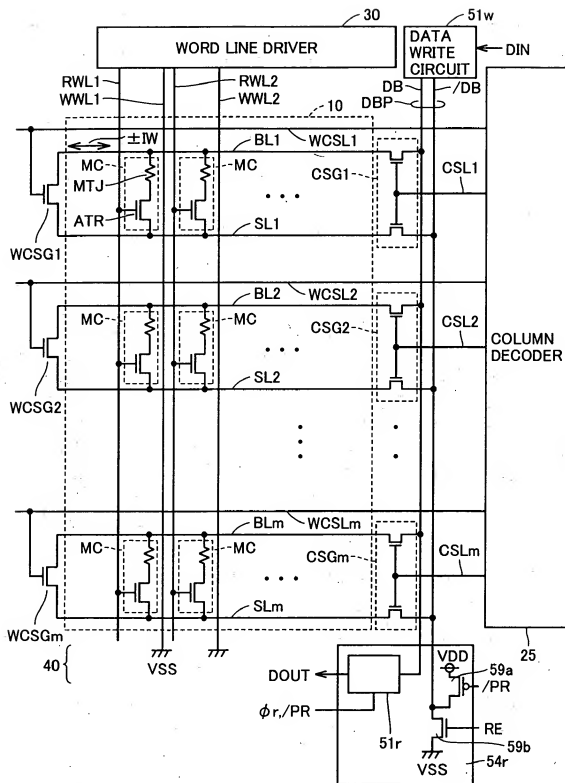 30
51w
WORD LINE DRIVER
DATA
WRITE
CIRCUIT
DIN
RWL1
WWL1
RWL2
WWL2
DB
/DB
DBP
10
±IW
BL1
WCSL1
MC
MC
MTJ
ATR
CSG1
CSL1
SL1
WCSG1
BL2
WCSL2
MC
MC
CSG2
CSL2
COLUMN
DECODER
SL2
WCSG2
BLm
WCSLm
MC
MC
CSGm
CSLm
SLm
WCSGm
40
VSS
25
DOUT
VDD
59a
/PR
ϕr,/PR
51r
RE
59b
VSS
54r